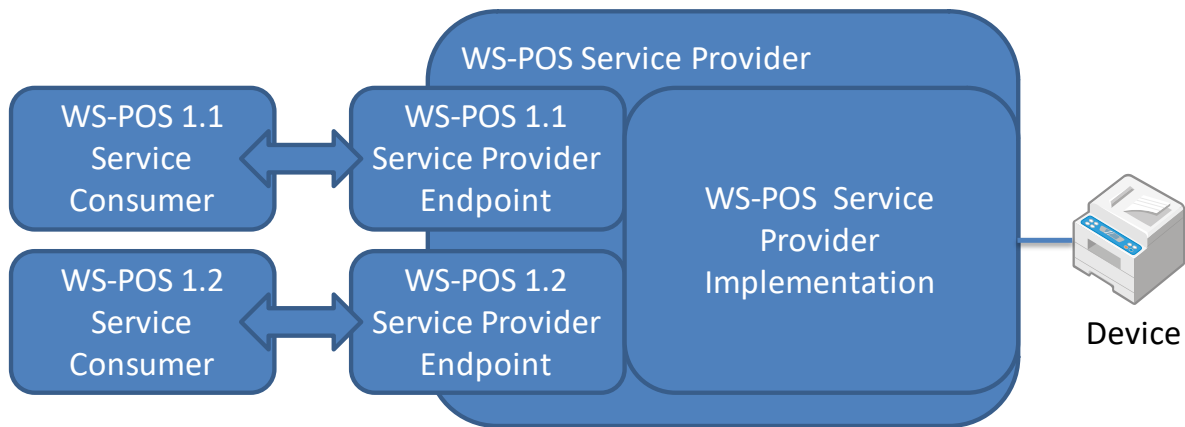 WS-POS Service Provider
WS-POS 1.1
Service
Consumer
WS-POS 1.1
Service Provider
Endpoint
WS-POS 1.2
Service
Consumer
WS-POS 1.2
Service Provider
Endpoint
WS-POS  Service
Provider
Implementation
Device